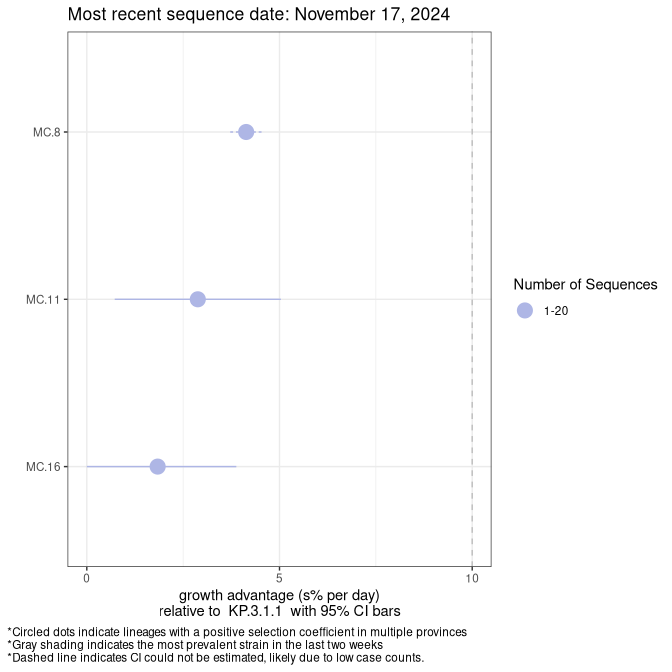 Most recent sequence date: November 17, 2024
MC.8
MC.11
MC.16
0 5 10
growth advantage (s% per day)
relative to KP.3.1.1 with 95% CI bars
Number of Sequences
1-20
*Circled dots indicate lineages with a positive selection coefficient in multiple provinces
*Gray shading indicates the most prevalent strain in the last two weeks
*Dashed line indicates CI could not be estimated, likely due to low case counts.